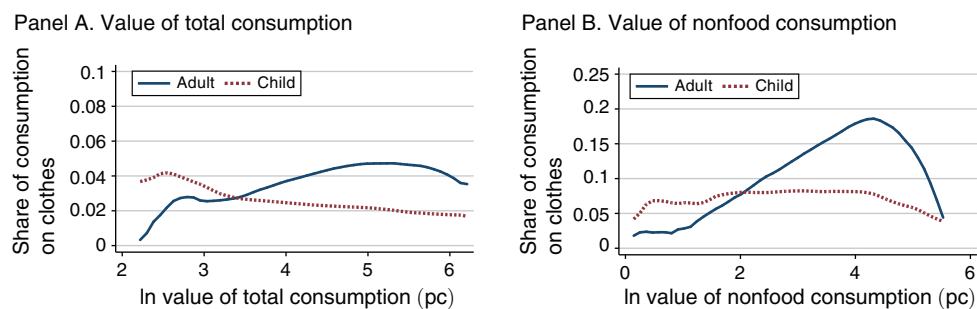 Panel A. Value of total consumption
Share of consumption
on clothes
0.1
0.08
0.06
0.04
0.02
0
Adult Child
2 3 4 5 6
ln value of total consumption (pc)
Panel B. Value of nonfood consumption
Share of consumption
on clothes
0.25
0.2
0.15
0.1
0.05
0
Adult Child
0 2 4 6
ln value of nonfood consumption (pc)